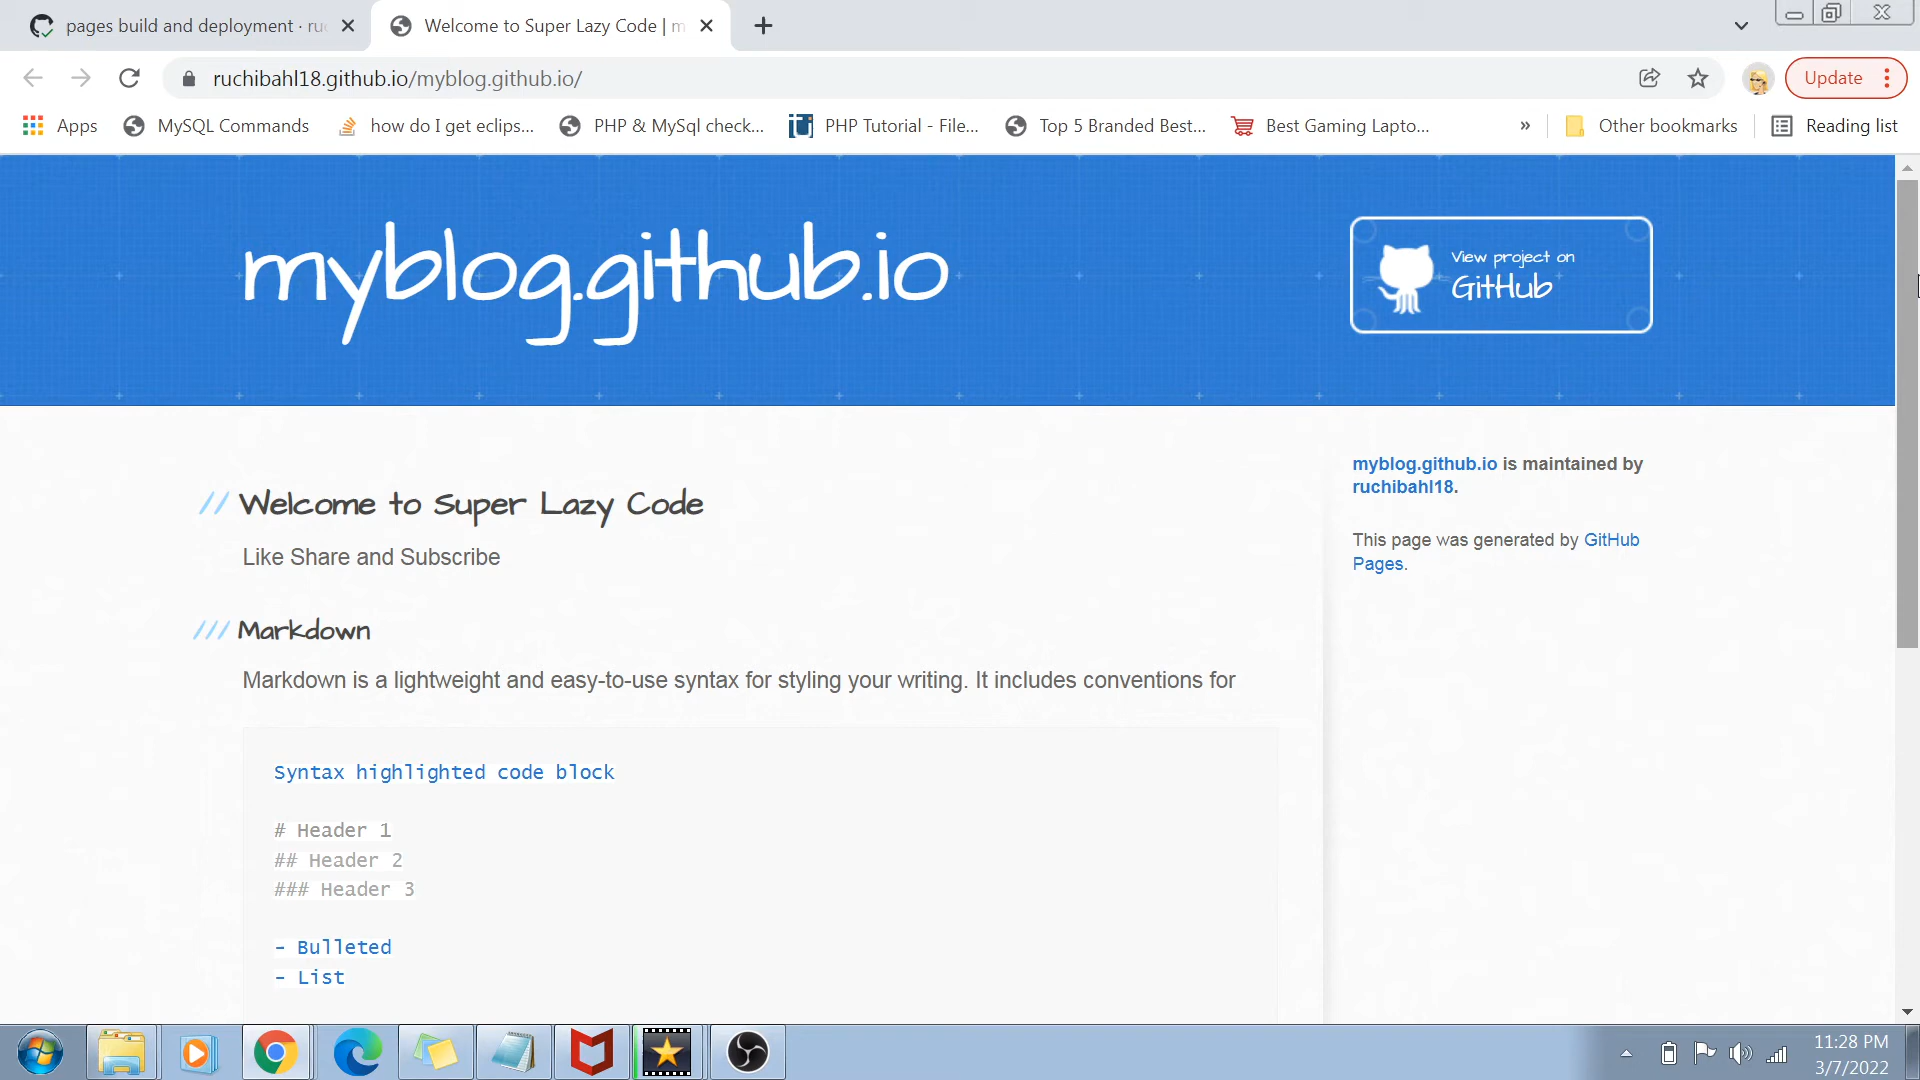 pages build and deployment · ru
Welcome to Super Lazy Code | m
ruchibahl18.github.io/myblog.github.io/
Update
Apps
MySQL Commands
how do I get eclips...
PHP & MySql check...
PHP Tutorial - File...
Top 5 Branded Best...
Best Gaming Lapto...
»
Other bookmarks
Reading list
myblog.github.io
View project on
GitHub
myblog.github.io is maintained by
ruchibahl18.
This page was generated by GitHub
Pages.
// Welcome to Super Lazy Code
Like Share and Subscribe
/// Markdown
Markdown is a lightweight and easy-to-use syntax for styling your writing. It includes conventions for
Syntax highlighted code block
# Header 1
## Header 2
### Header 3
- Bulleted
- List
11:28 PM
3/7/2022